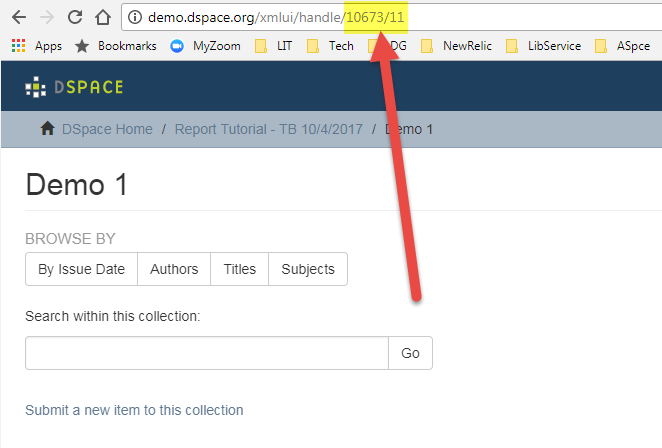 demo.dspace.org/xmlui/handle/10673/11
Apps ★ Bookmarks MyZoom LIT Tech DG NewRelic LibService ASpce
DSPACE
DSpace Home / Report Tutorial - TB 10/4/2017 / Demo 1
Demo 1
BROWSE BY
By Issue Date Authors Titles Subjects
Search within this collection:
Go
Submit a new item to this collection